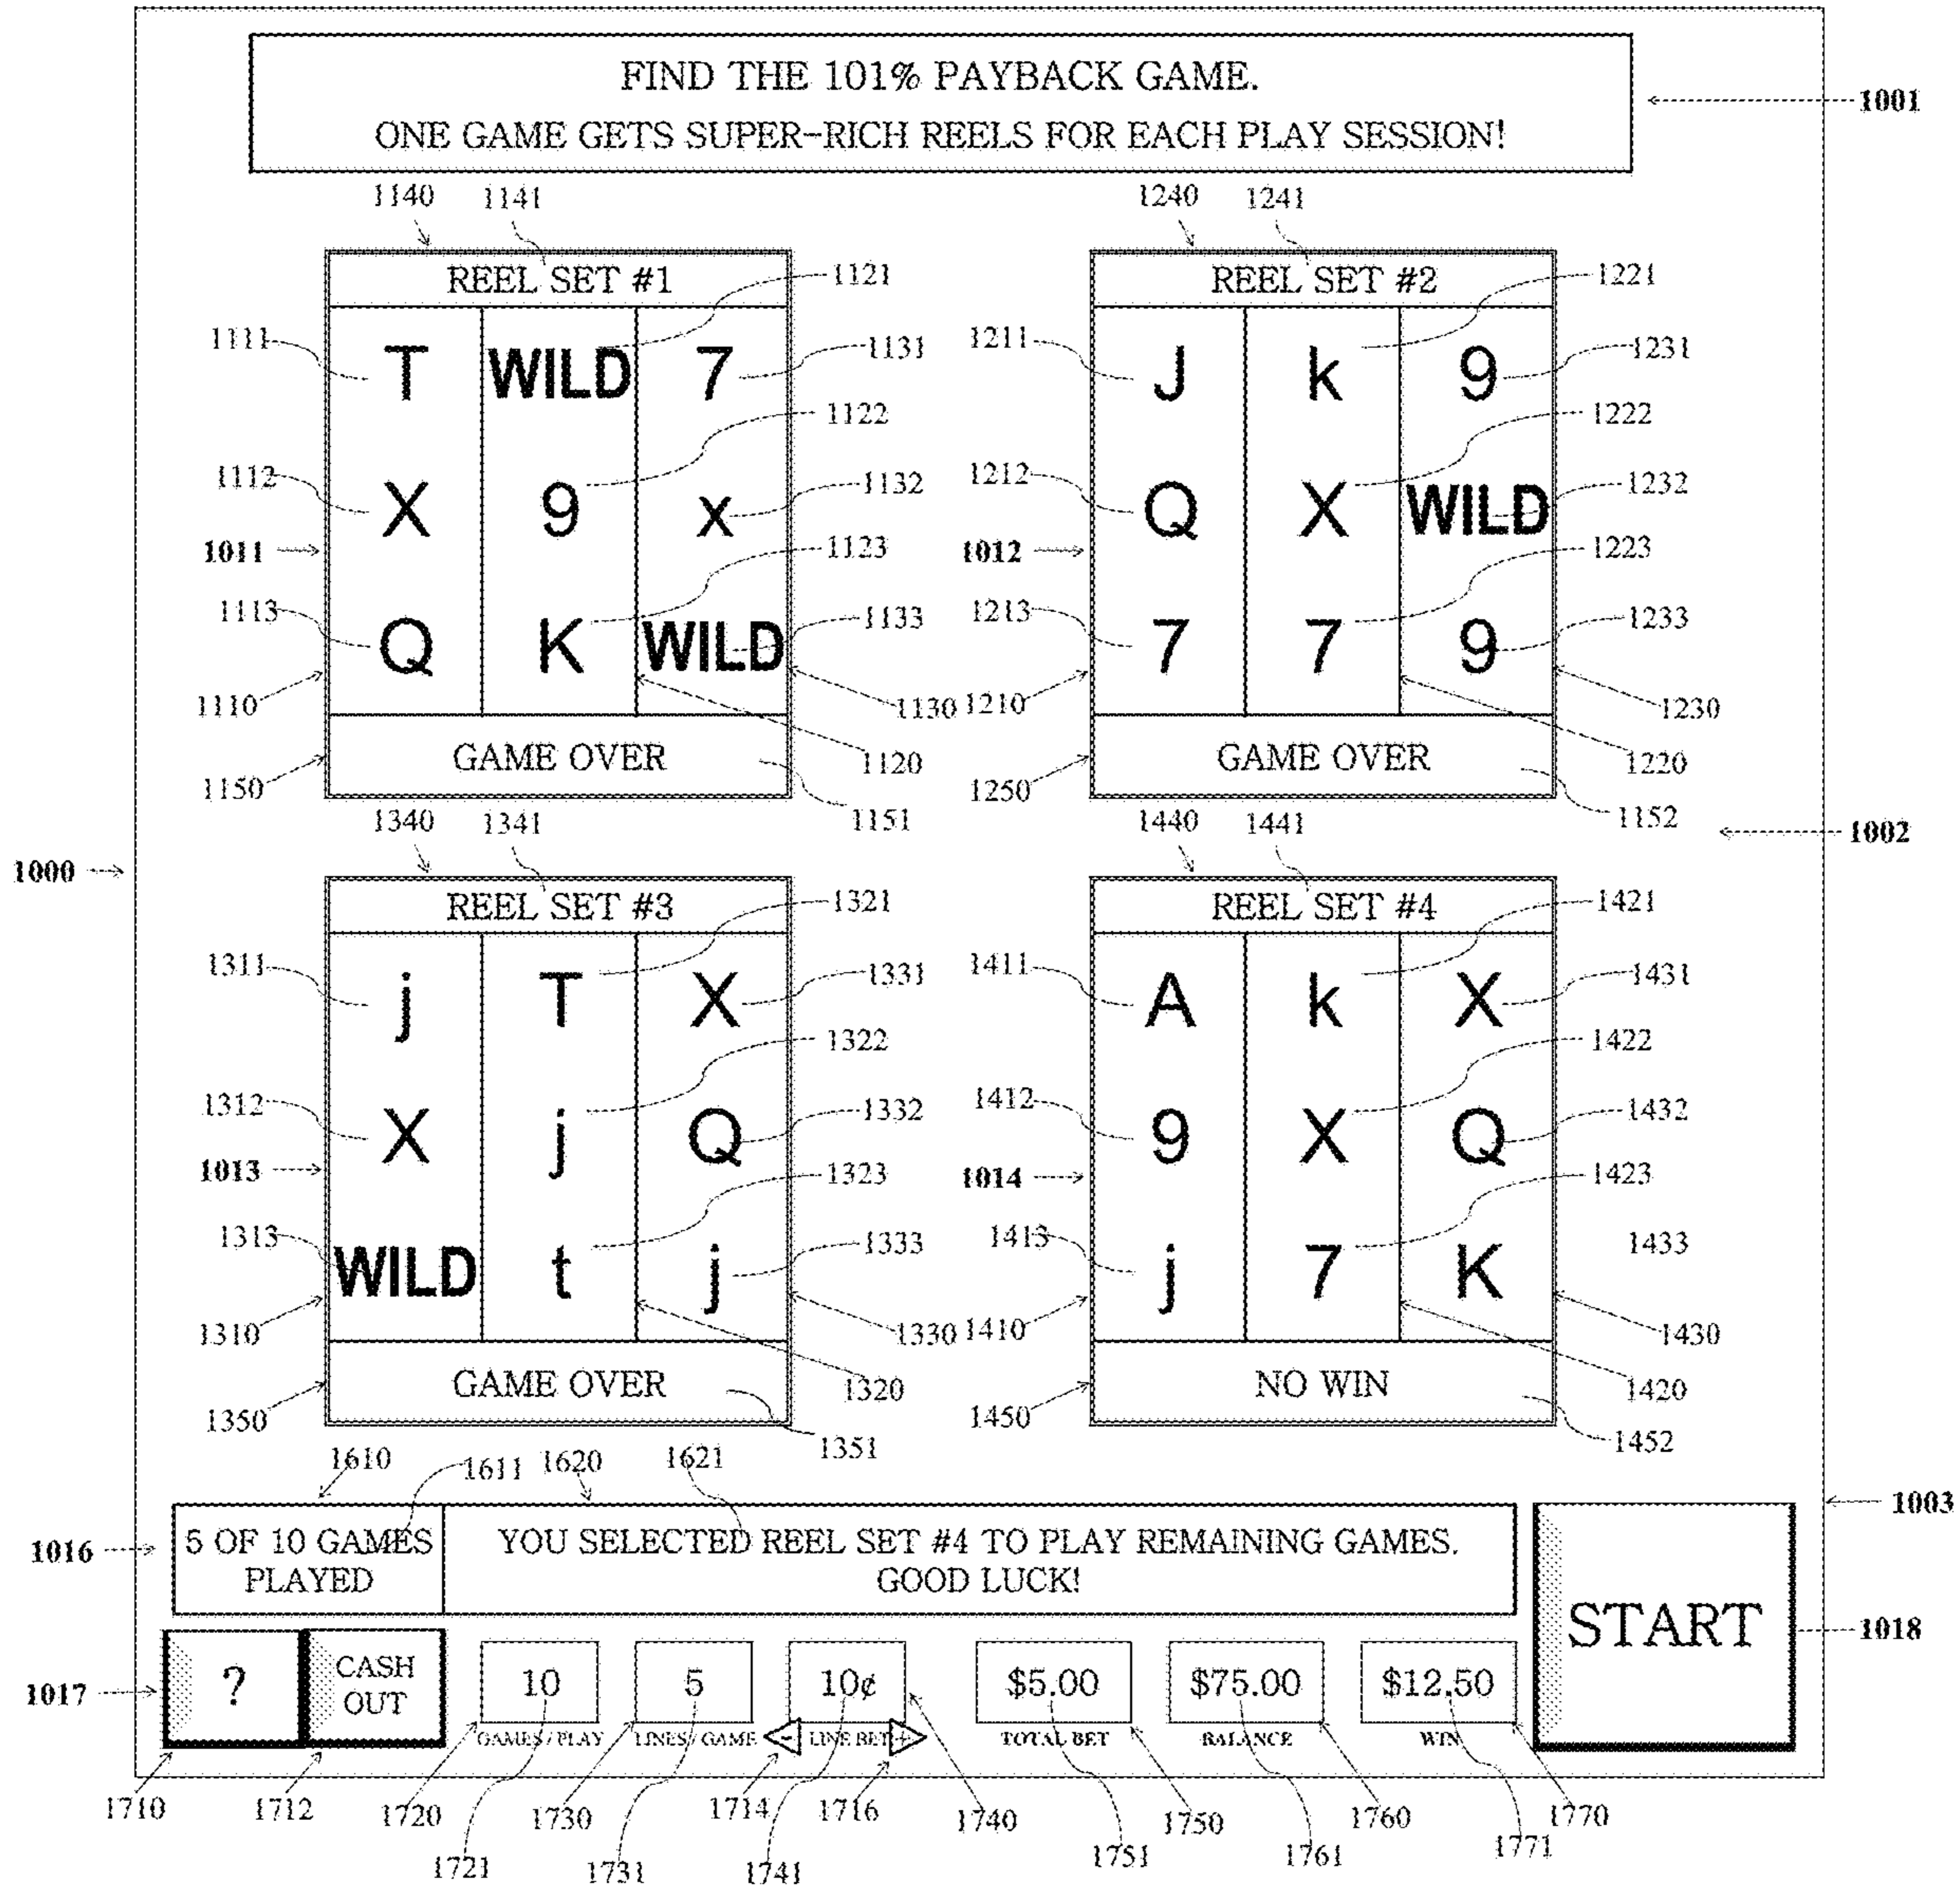 FIND THE 101% PAYBACK GAME.
1001
ONE GAME GETS SUPER-RICH REELS FOR EACH PLAY SESSION!
1140 1141 1240 1241
REEL SET #1 1121 REEL SET #2 1221
1111 T WILD 7 1131 1211 J k 9 1231
1122 1222
1112 X 9 x 1132 1212 Q X WILD 1232
1011 1123 1012 1223
1113 Q K WILD 1133 1213 7 7 9 1233
1110 1130 1210 1230
1150 GAME OVER 1120 1250 GAME OVER 1220
1151 1152
1340 1341 1440 1441
1002
1000
REEL SET #3 1321 REEL SET #4 1421
1311 j T X 1331 1411 A k X 1431
1322 1422
1312 X j Q 1332 1412 9 X Q 1432
1013 1323 1014 1423
1313 WILD t j 1333 1413 j 7 K 1433
1310 1330 1410 1430
1350 GAME OVER 1320 1450 NO WIN 1420
1351 1452
1610 1611 1620 1621
1003
1016 5 OF 10 GAMES YOU SELECTED REEL SET #4 TO PLAY REMAINING GAMES.
PLAYED GOOD LUCK!
START 1018
1017 ? CASH OUT 10 5 10¢ $5.00 $75.00 $12.50
GAMES / PLAY LINES / GAME - LINE BET + TOTAL BET BALANCE WIN
1710 1712 1720 1730 1714 1716 1740 1750 1760 1770
1721 1731 1741 1751 1761 1771